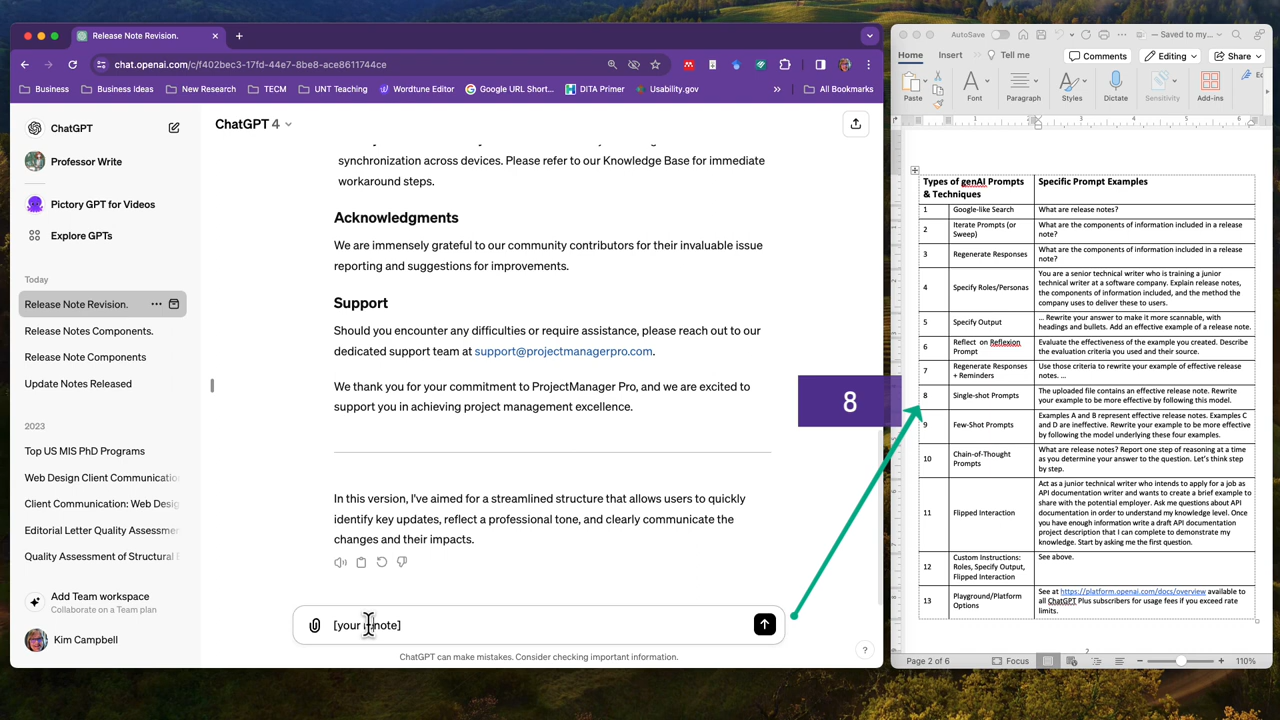 Release Note Revision.
chat.openai.com/c/f40f2bec3-17fd-44e7-8be8-ace8611744ce
Business
Business Ideas
New Research
TECM
ICT Teaching
Verdture Editor
Google URL Short...
DITA Primer
Usability.gov
All Bookmarks
ChatGPT
Professor Write
Pictory GPT for Videos
Explore GPTs
Today
Release Note Revision.
Release Notes Components.
Release Note Components
Update Notes Released
2023
Top US MIS PhD Programs
Web Design Client Communicatio
Client Communication: Web Desig
Editorial Letter Quality Assessmer
Quality Assessment of Structural E
Add Team workspace
Collaborate on a Team plan
Kim Campbell
ChatGPT 4
synchronization across devices. Please refer to our Knowledge Base for immediate
workaround steps.
Acknowledgments
We are immensely grateful to our community contributors for their invaluable issue
reporting and suggestions for improvements.
Support
Should you encounter any difficulties or require assistance, please reach out to our
dedicated support team at support@projectmanagerpro.com.
We thank you for your commitment to ProjectManager Pro, and we are excited to
support you in achieving project management excellence.
In this version, I've aimed for a streamlined structure that allows users to quickly
identify key updates, reflect a professional tone, and clearly communicate the
changes and their impacts.
[your note]
ChatGPT can make mistakes. Consider checking important information.
?
8
AutoSave
— Saved to my...
Home
Insert
Tell me
Comments
Editing
Share
Paste
Font
Paragraph
Styles
Dictate
Sensitivity
Add-ins
Types of genAI Prompts
& Techniques
Specific Prompt Examples
1
Google-like Search
What are release notes?
2
Iterate Prompts (or
Sweep)
What are the components of information included in a release
note?
3
Regenerate Responses
What are the components of information included in a release
note?
4
Specify Roles/Personas
You are a senior technical writer who is training a junior
technical writer at a software company. Explain release notes,
the components of information included, and the method the
company uses to deliver these to users.
5
Specify Output
... Rewrite your answer to make it more scannable, with
headings and bullets. Add an effective example of a release note.
6
Reflect on Reflexion
Prompt
Evaluate the effectiveness of the example you created. Describe
the evaluation criteria you used and their source.
7
Regenerate Responses
+ Reminders
Use those criteria to rewrite your example of effective release
notes. ...
8
Single-shot Prompts
The uploaded file contains an effective release note. Rewrite
your example to be more effective by following this model.
9
Few-Shot Prompts
Examples A and B represent effective release notes. Examples C
and D are ineffective. Rewrite your example to be more effective
by following the model underlying these four examples.
10
Chain-of-Thought
Prompts
What are release notes? Report one step of reasoning at a time
as you determine your answer to the question. Let's think step
by step.
11
Flipped Interaction
Act as a junior technical writer who intends to apply for a job as
API documentation writer and wants to create a brief example to
share with the potential employer. Ask me questions about API
documentation in order to understand my knowledge level. Once
you have enough information write a draft API documentation
project description that I can complete to demonstrate my
knowledge. Start by asking me the first question.
12
Custom Instructions:
Roles, Specify Output,
Flipped Interaction
See above.
13
Playground/Platform
Options
See at https://platform.openai.com/docs/overview available to
all ChatGPT Plus subscribers for usage fees if you exceed rate
limits.
2
Page 2 of 6
Focus
110%